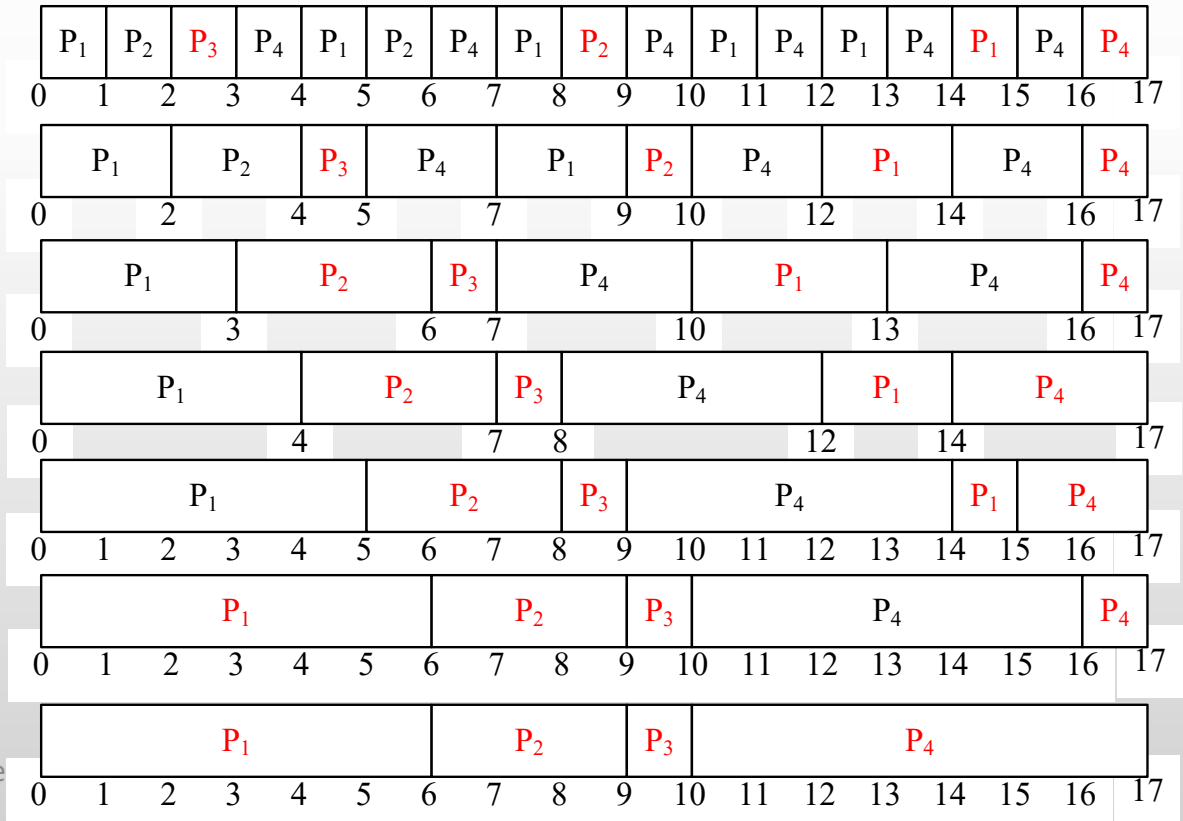 P₁ P₂ P₃ P₄ P₁ P₂ P₄ P₁ P₂ P₄ P₁ P₄ P₁ P₄ P₁ P₄ P₄
0 1 2 3 4 5 6 7 8 9 10 11 12 13 14 15 16 17
P₁ P₂ P₃ P₄ P₁ P₂ P₄ P₁ P₄ P₄
0 2 4 5 7 9 10 12 14 16 17
P₁ P₂ P₃ P₄ P₁ P₄ P₄
0 3 6 7 10 13 16 17
P₁ P₂ P₃ P₄ P₁ P₄
0 4 7 8 12 14 17
P₁ P₂ P₃ P₄ P₁ P₄
0 1 2 3 4 5 6 7 8 9 10 11 12 13 14 15 16 17
P₁ P₂ P₃ P₄ P₄
0 1 2 3 4 5 6 7 8 9 10 11 12 13 14 15 16 17
P₁ P₂ P₃ P₄
e
0 1 2 3 4 5 6 7 8 9 10 11 12 13 14 15 16 17